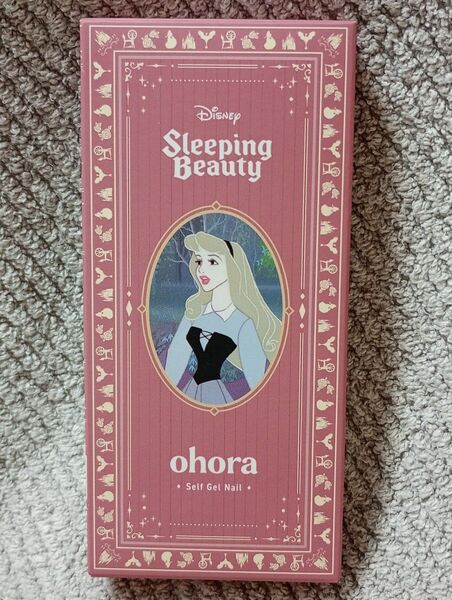 Disney
Sleeping
Beauty
ohora
• Self Gel Nail •